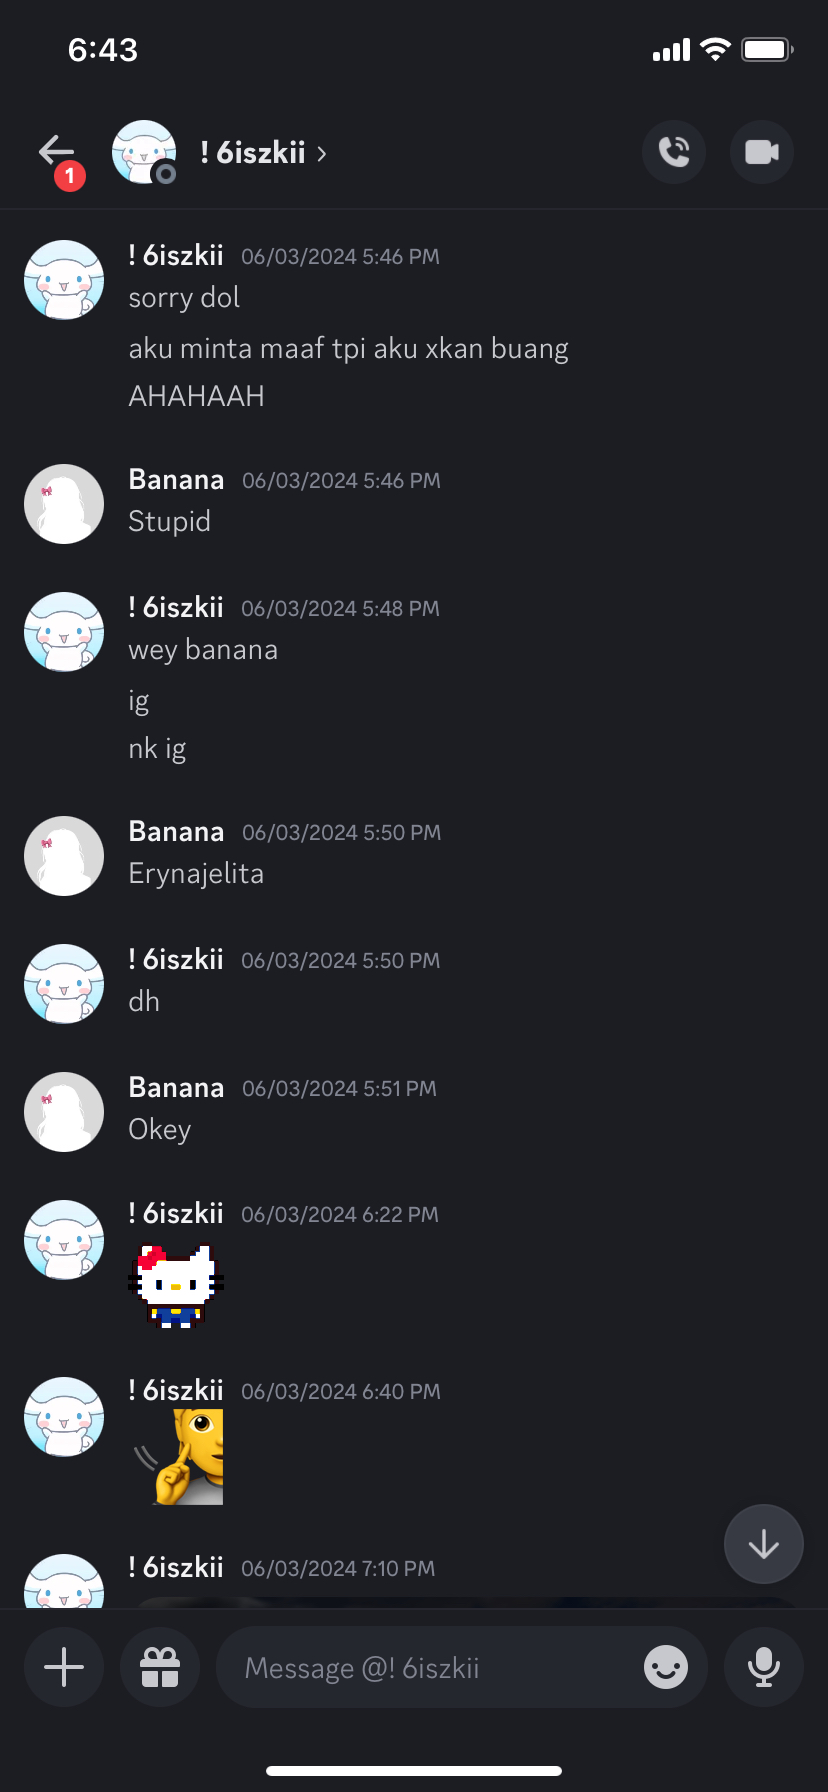 6:43
1
! 6iszkii
! 6iszkii 06/03/2024 5:46 PM
sorry dol
aku minta maaf tpi aku xkan buang
AHAHAAH
Banana 06/03/2024 5:46 PM
Stupid
! 6iszkii 06/03/2024 5:48 PM
wey banana
ig
nk ig
Banana 06/03/2024 5:50 PM
Erynajelita
! 6iszkii 06/03/2024 5:50 PM
dh
Banana 06/03/2024 5:51 PM
Okey
! 6iszkii 06/03/2024 6:22 PM
! 6iszkii 06/03/2024 6:40 PM
! 6iszkii 06/03/2024 7:10 PM
Message @! 6iszkii